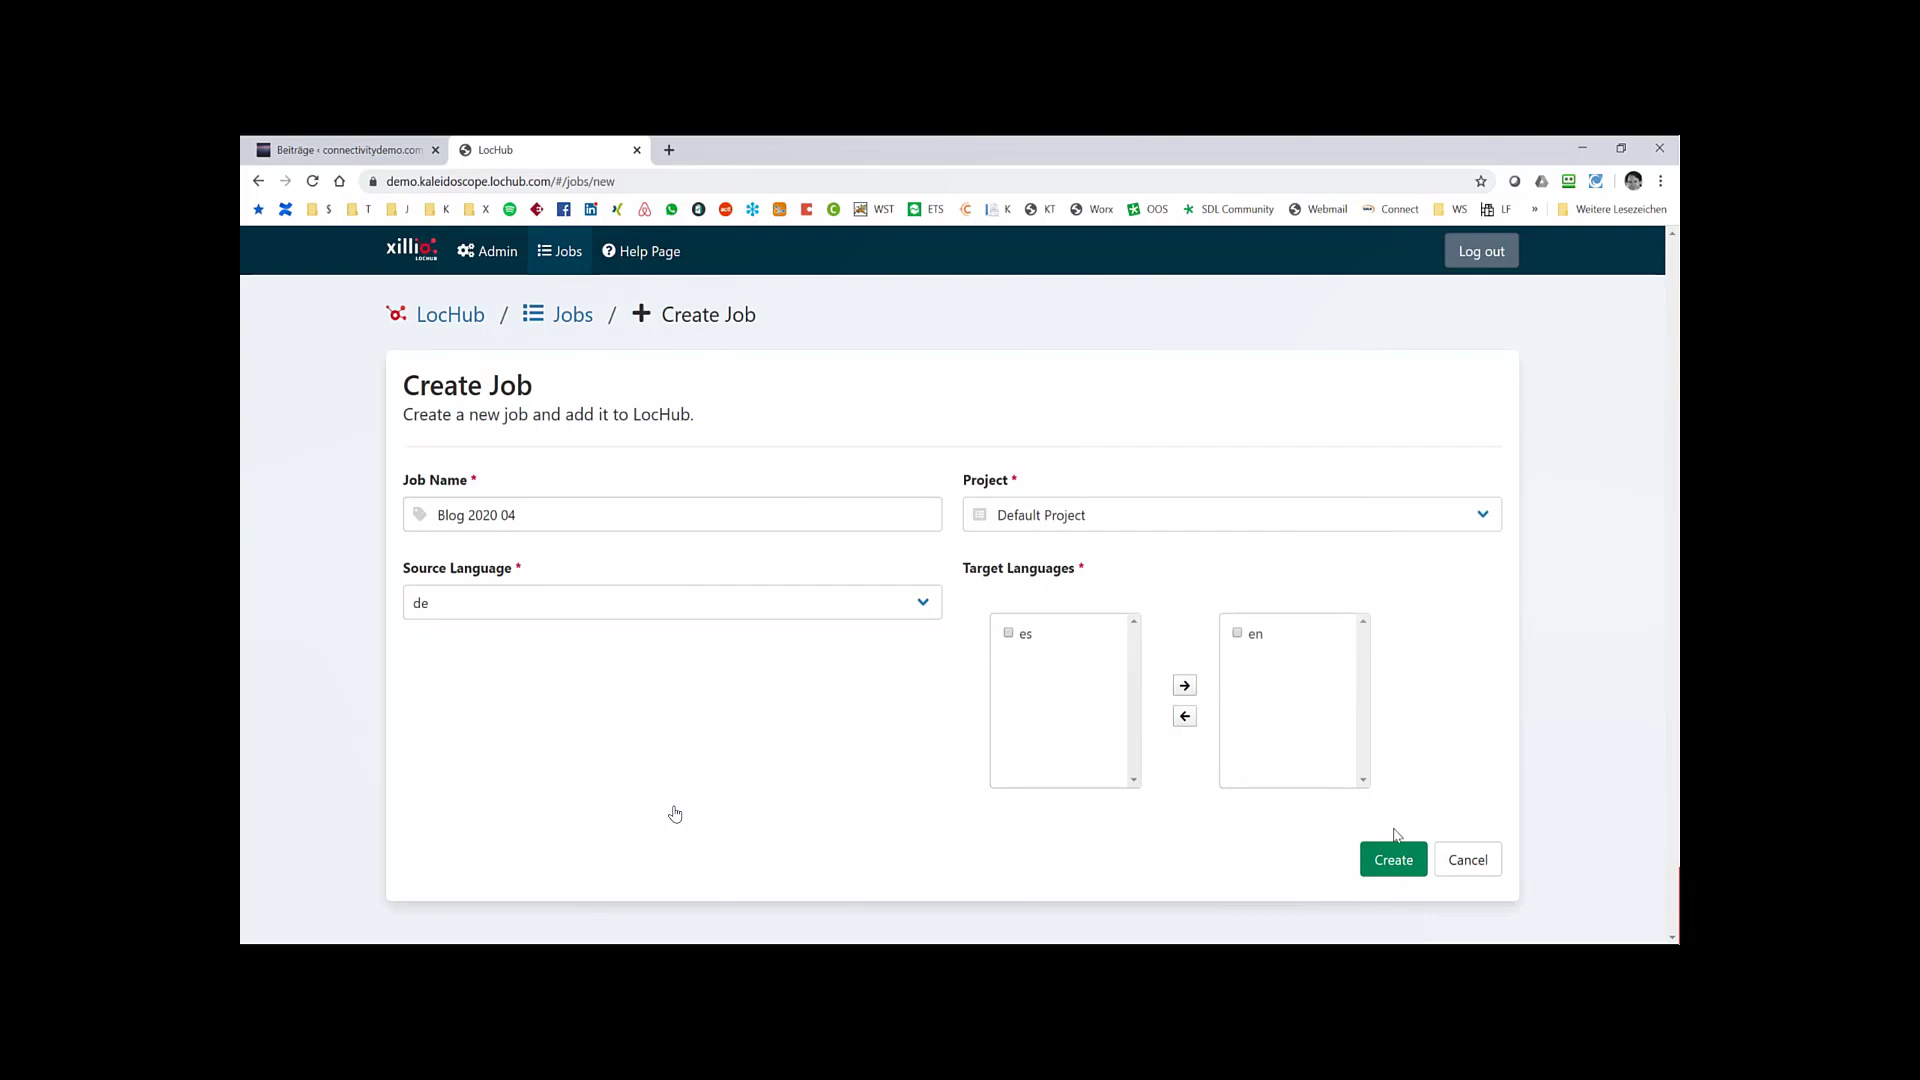 Beiträge ‹ connectivitydemo.com
LocHub
demo.kaleidoscope.lochub.com/#/jobs/new
$ T J K X WST ETS K KT Worx OOS SDL Community Webmail Connect WS LF » Weitere Lesezeichen
xillio LOCHUB Admin Jobs Help Page Log out
LocHub / Jobs / Create Job
Create Job
Create a new job and add it to LocHub.
Job Name * Project *
Blog 2020 04 Default Project
Source Language * Target Languages *
de
es en
Create Cancel